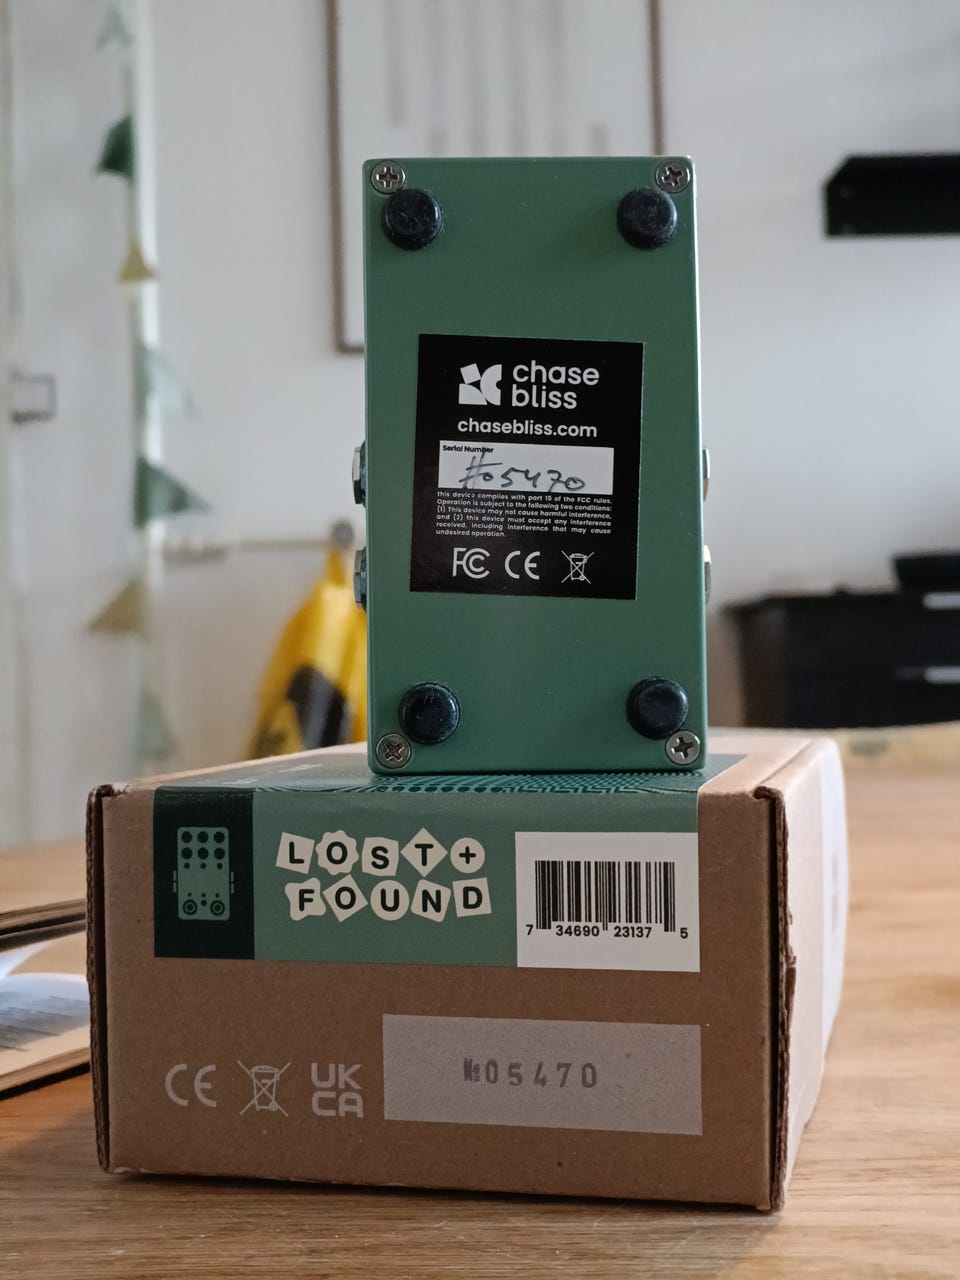 chase
bliss
chasebliss.com
Serial Number
#05470
this device complies with part 15 of the FCC rules.
Operation is subject to the following two conditions:
(1) This device may not cause harmful interference,
and (2) this device must accept any interference
received, including interference that may cause
undesired operation.
FC CE
LOST+
FOUND
7 34690 23137 5
CE UK
CA
№05470